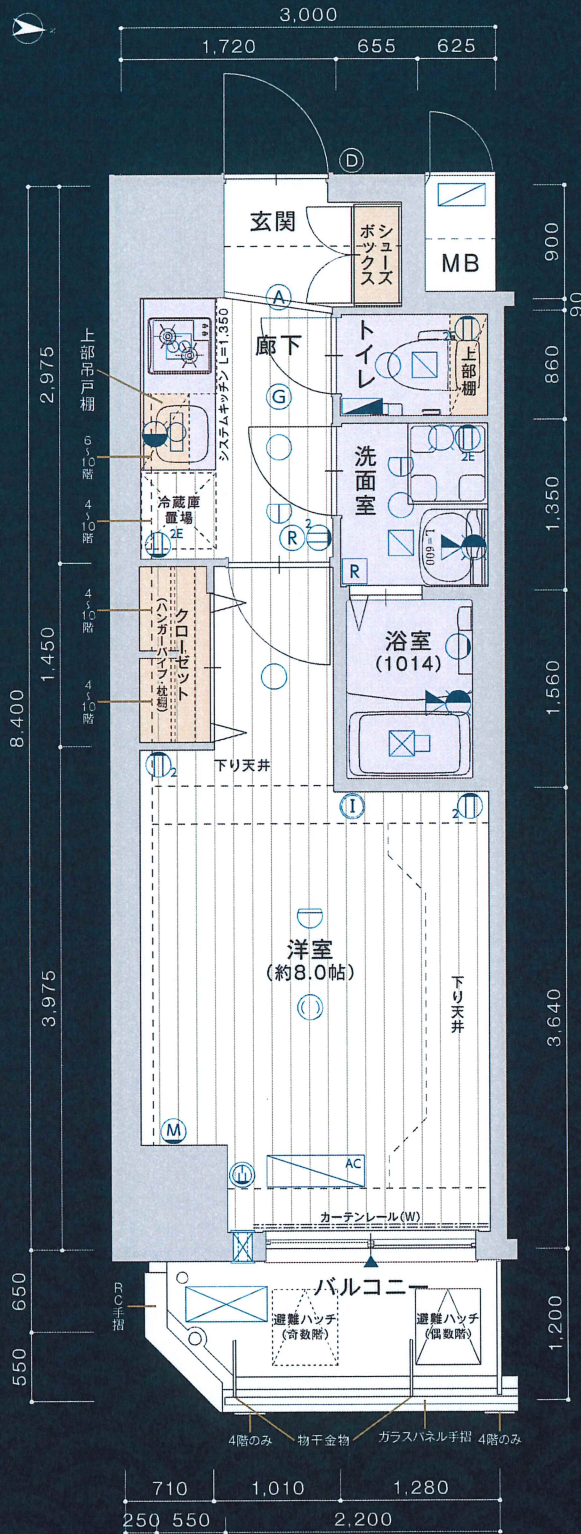 3,000
1,720
655
625
D
玄関
シューズボックス
MB
900
90
A
廊下
トイレ
上部棚
2E
860
2,975
上部吊戸棚
システムキッチン L=1,350
G
6~10階
4~10階
冷蔵庫置場
2E
R
2
洗面室
2E
L=600
R
1,350
4~10階
4~10階
クローゼット
(ハンガーパイプ・枕棚)
1,450
浴室
(1014)
1,560
8,400
2
下り天井
I
2
洋室
(約8.0帖)
下り天井
3,975
3,640
M
AC
カーテンレール(W)
バルコニー
RC手摺
避難ハッチ
(奇数階)
避難ハッチ
(偶数階)
650
550
1,200
4階のみ
物干金物
ガラスパネル手摺
4階のみ
710
1,010
1,280
250
550
2,200